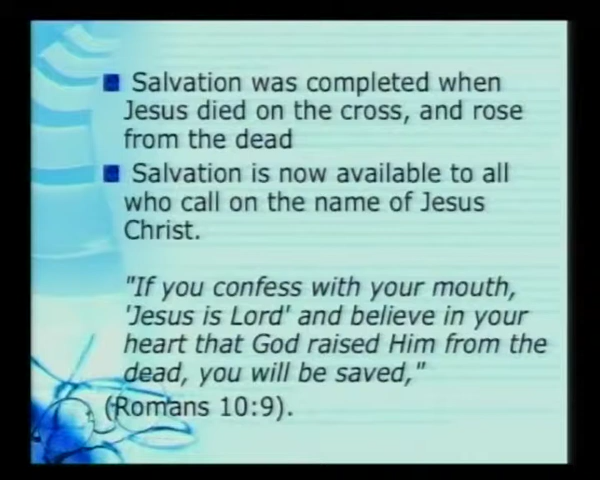 Salvation was completed when
Jesus died on the cross, and rose
from the dead
Salvation is now available to all
who call on the name of Jesus
Christ.
"If you confess with your mouth,
'Jesus is Lord' and believe in your
heart that God raised Him from the
dead, you will be saved,"
(Romans 10:9).